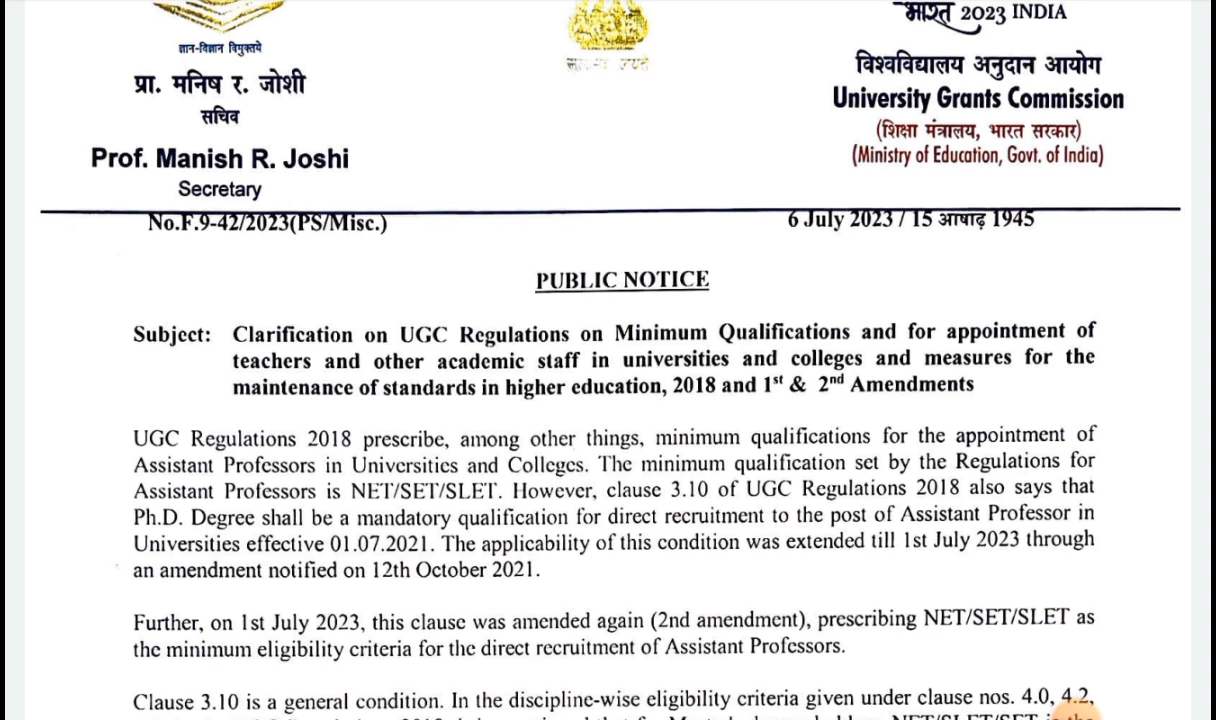 ज्ञान-विज्ञान विमुक्तये
प्रा. मनिष र. जोशी
सचिव
Prof. Manish R. Joshi
Secretary
भारत 2023 INDIA
विश्वविद्यालय अनुदान आयोग
University Grants Commission
(शिक्षा मंत्रालय, भारत सरकार)
(Ministry of Education, Govt. of India)
No.F.9-42/2023(PS/Misc.)
6 July 2023 / 15 आषाढ़ 1945
PUBLIC NOTICE
Subject: Clarification on UGC Regulations on Minimum Qualifications and for appointment of
teachers and other academic staff in universities and colleges and measures for the
maintenance of standards in higher education, 2018 and 1st & 2nd Amendments
UGC Regulations 2018 prescribe, among other things, minimum qualifications for the appointment of
Assistant Professors in Universities and Colleges. The minimum qualification set by the Regulations for
Assistant Professors is NET/SET/SLET. However, clause 3.10 of UGC Regulations 2018 also says that
Ph.D. Degree shall be a mandatory qualification for direct recruitment to the post of Assistant Professor in
Universities effective 01.07.2021. The applicability of this condition was extended till 1st July 2023 through
an amendment notified on 12th October 2021.
Further, on 1st July 2023, this clause was amended again (2nd amendment), prescribing NET/SET/SLET as
the minimum eligibility criteria for the direct recruitment of Assistant Professors.
Clause 3.10 is a general condition. In the discipline-wise eligibility criteria given under clause nos. 4.0, 4.2,